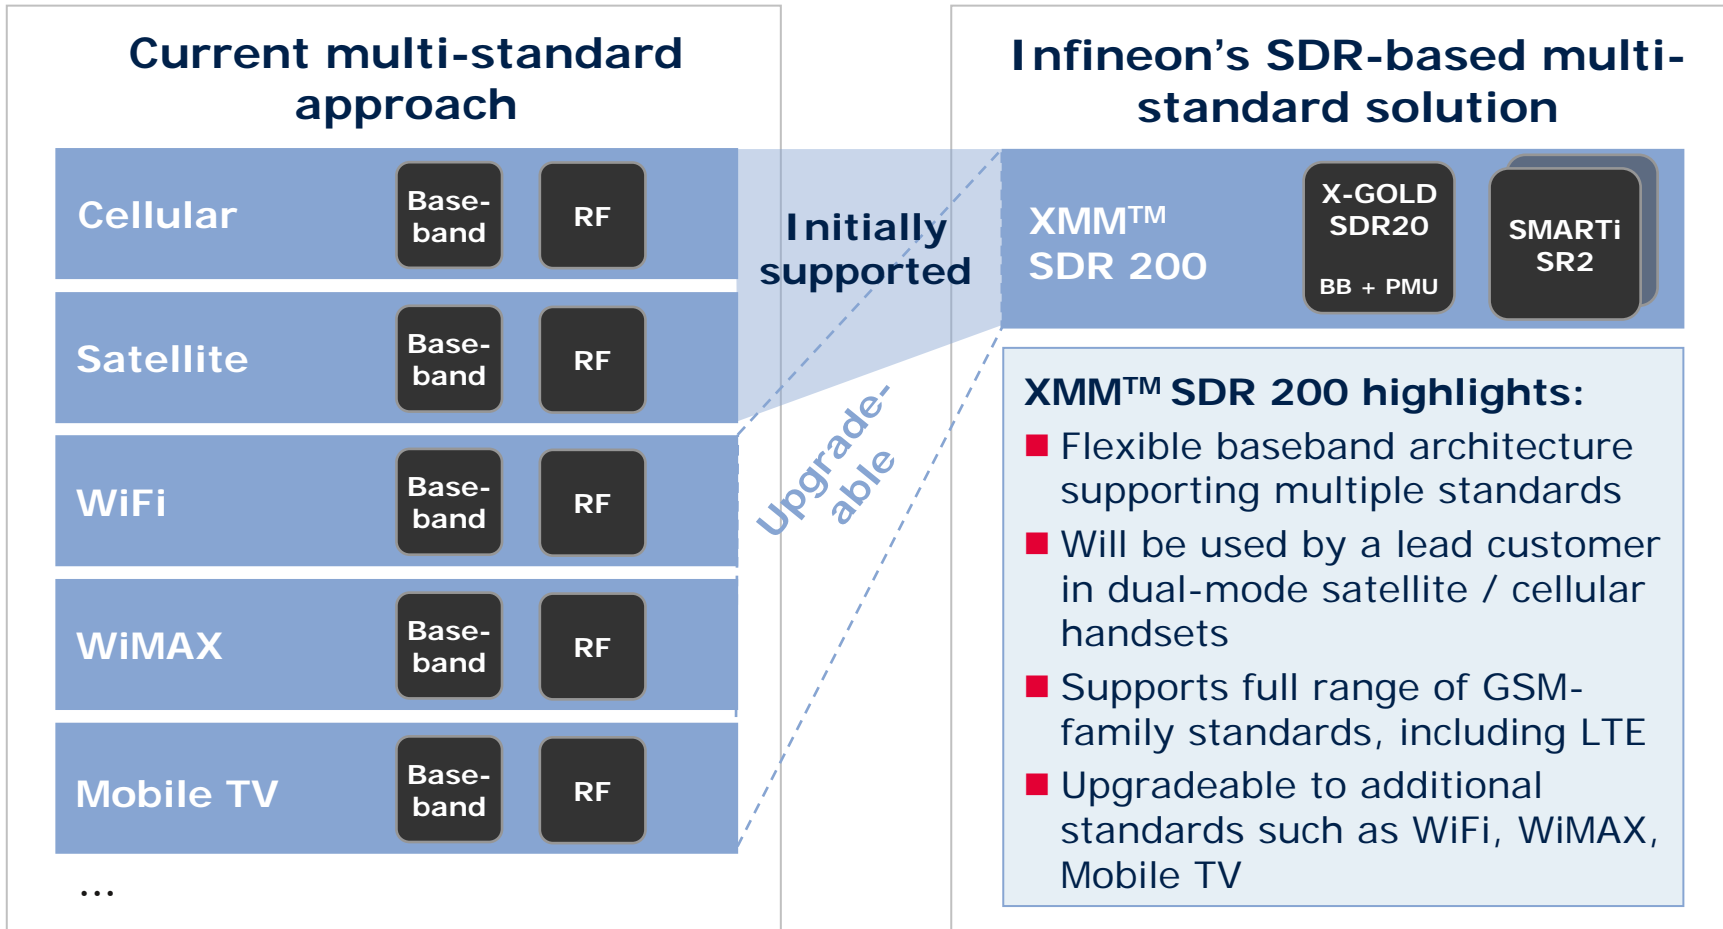 Current multi-standard
approach
Cellular
Base-
band
RF
Satellite
Base-
band
RF
WiFi
Base-
band
RF
WiMAX
Base-
band
RF
Mobile TV
Base-
band
RF
...
Initially
supported
Upgrade-
able
Infineon's SDR-based multi-
standard solution
XMM™
SDR 200
X-GOLD
SDR20
BB + PMU
SMARTi
SR2
XMM™ SDR 200 highlights:
Flexible baseband architecture
supporting multiple standards
Will be used by a lead customer
in dual-mode satellite / cellular
handsets
Supports full range of GSM-
family standards, including LTE
Upgradeable to additional
standards such as WiFi, WiMAX,
Mobile TV